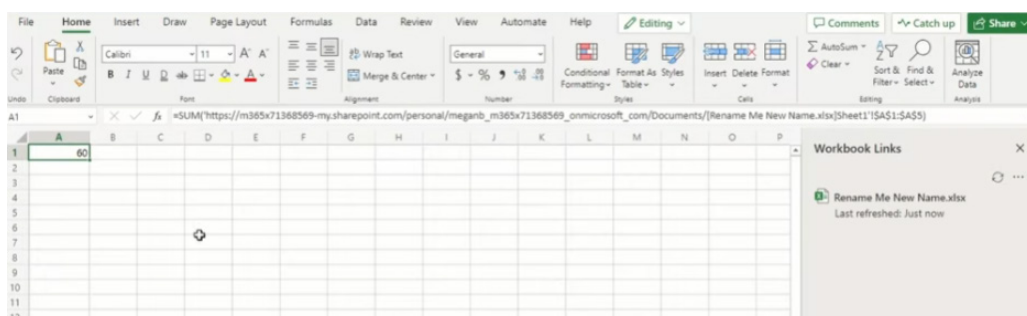 File Home Insert Draw Page Layout Formulas Data Review View Automate Help Editing Comments Catch up Share
Calibri 11 A^ A˅ Wrap Text General AutoSum
Paste B I U D ab A Merge & Center $ % 9 Conditional Formatting Format As Table Styles Insert Delete Format Clear Sort & Filter Find & Select Analyze Data
Undo Clipboard Font Alignment Number Styles Cells Editing Analysis
A1 fx =SUM('https://m365x71368569-my.sharepoint.com/personal/meganb_m365x71368569_onmicrosoft_com/Documents/[Rename Me New Name.xlsx]Sheet1'!$A$1:$A$5)
A B C D E F G H I J K L M N O P
Workbook Links
1 60
2
3
Rename Me New Name.xlsx
4
Last refreshed: Just now
5
6
7
8
9
10
11